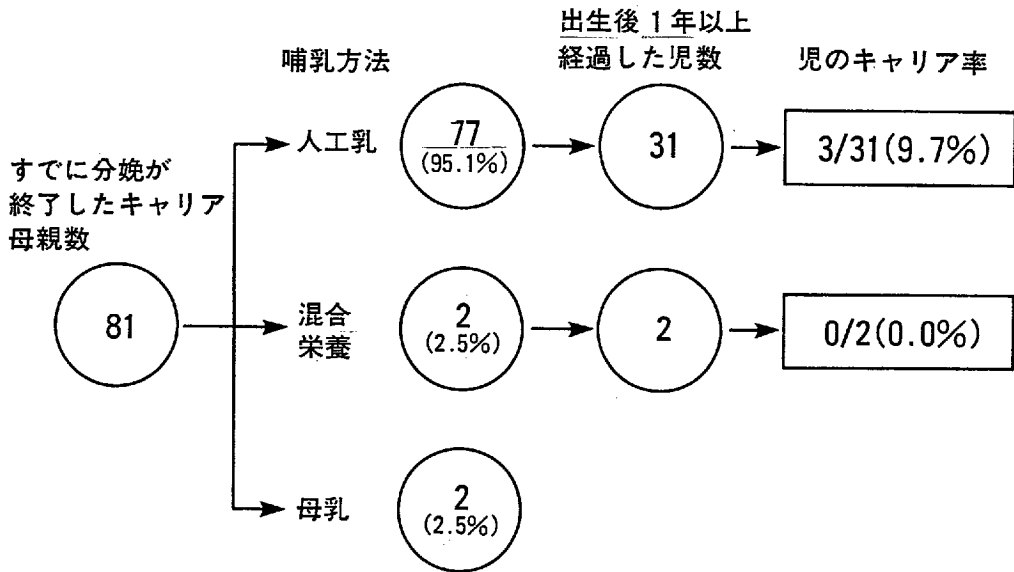 出生後1年以上
経過した児数
哺乳方法
児のキャリア率
すでに分娩が
終了したキャリア
母親数
81
人工乳
77
(95.1%)
31
3/31(9.7%)
混合
栄養
2
(2.5%)
2
0/2(0.0%)
母乳
2
(2.5%)